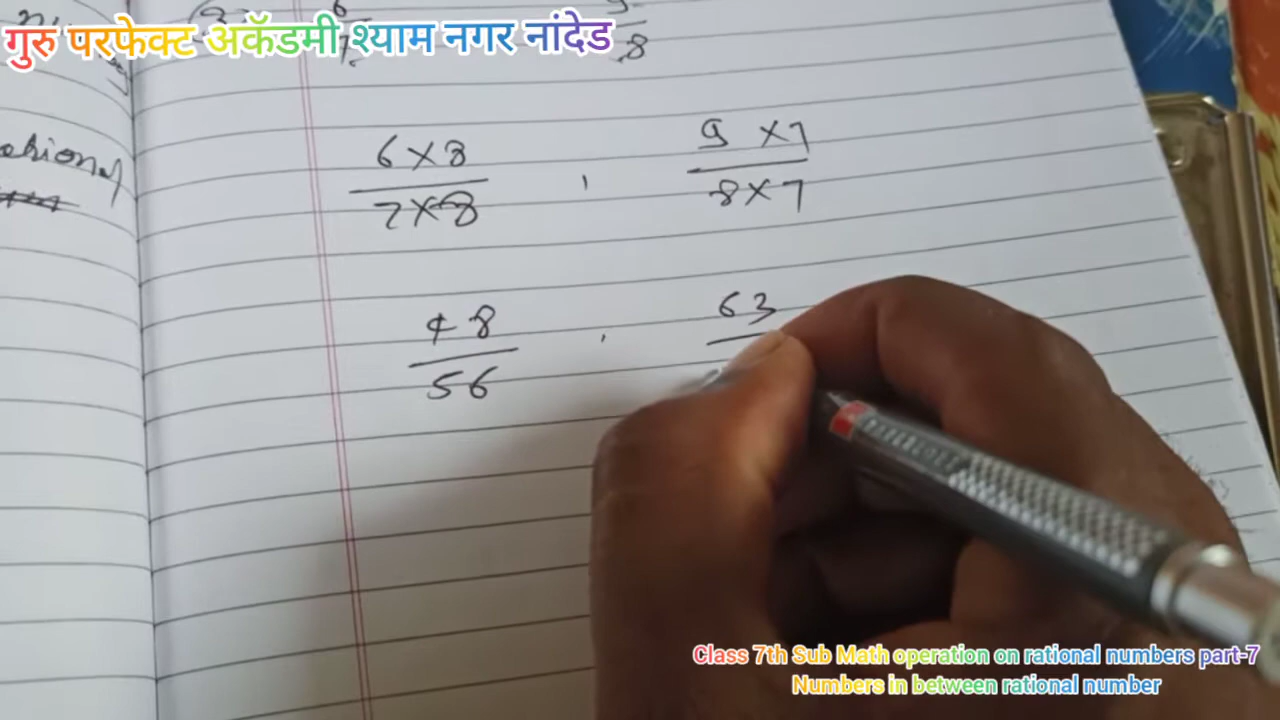 गुरु परफेक्ट अकॅडमी श्याम नगर नांदेड
8
6×8 , 9×7
7×8 8×7
48 , 63
56
Class 7th Sub Math operation on rational numbers part-7
Numbers in between rational number